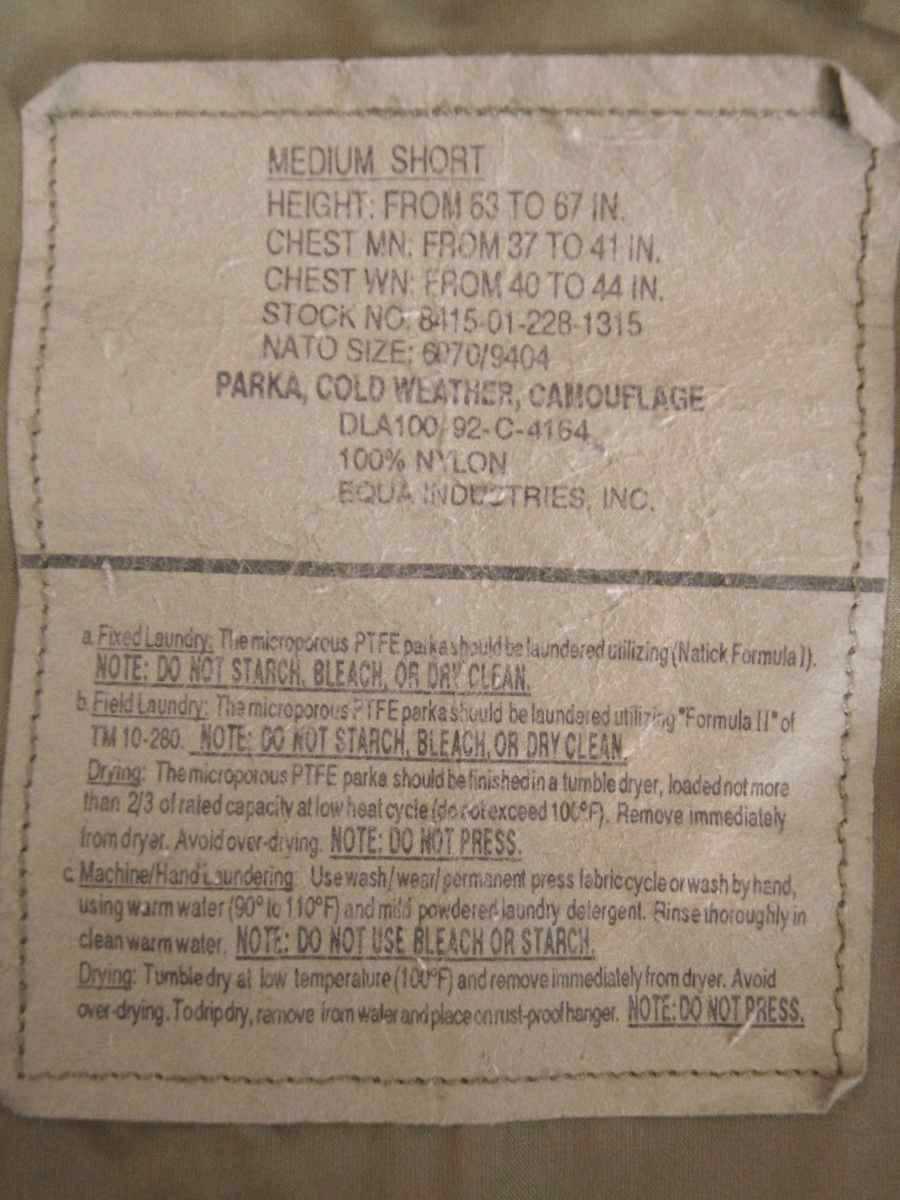 MEDIUM SHORT
HEIGHT: FROM 63 TO 67 IN.
CHEST MN: FROM 37 TO 41 IN.
CHEST WN: FROM 40 TO 44 IN.
STOCK NO. 8415-01-228-1315
NATO SIZE: 6070/9404
PARKA, COLD WEATHER, CAMOUFLAGE
DLA100-92-C-4164
100% NYLON
EQUA INDUSTRIES, INC.
a. Fixed Laundry: The microporous PTFE parka should be laundered utilizing (Natick Formula I).
NOTE: DO NOT STARCH, BLEACH, OR DRY CLEAN.
b. Field Laundry: The microporous PTFE parka should be laundered utilizing "Formula II" of
TM 10-280. NOTE: DO NOT STARCH, BLEACH, OR DRY CLEAN.
Drying: The microporous PTFE parka should be finished in a tumble dryer, loaded not more
than 2/3 of rated capacity at low heat cycle (do not exceed 100°F). Remove immediately
from dryer. Avoid over-drying. NOTE: DO NOT PRESS.
c. Machine/Hand Laundering: Use wash/wear/permanent press fabric cycle or wash by hand,
using warm water (90° to 110°F) and mild powdered laundry detergent. Rinse thoroughly in
clean warm water. NOTE: DO NOT USE BLEACH OR STARCH.
Drying: Tumble dry at low temperature (100°F) and remove immediately from dryer. Avoid
over-drying. To drip dry, remove from water and place on rust-proof hanger. NOTE: DO NOT PRESS.